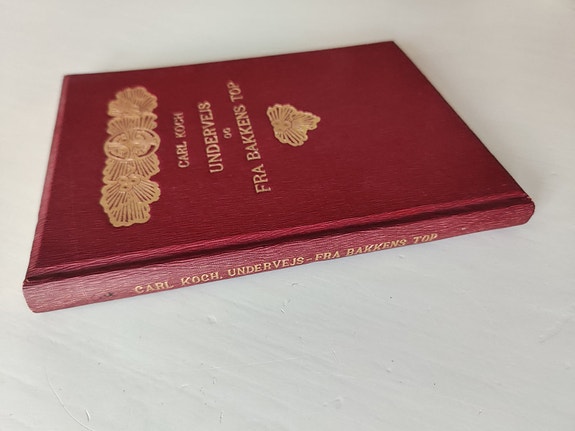 CARL KOCH
UNDERVEJS
OG
FRA BAKKENS TOP
CARL KOCH. UNDERVEJS-FRA BAKKENS TOP